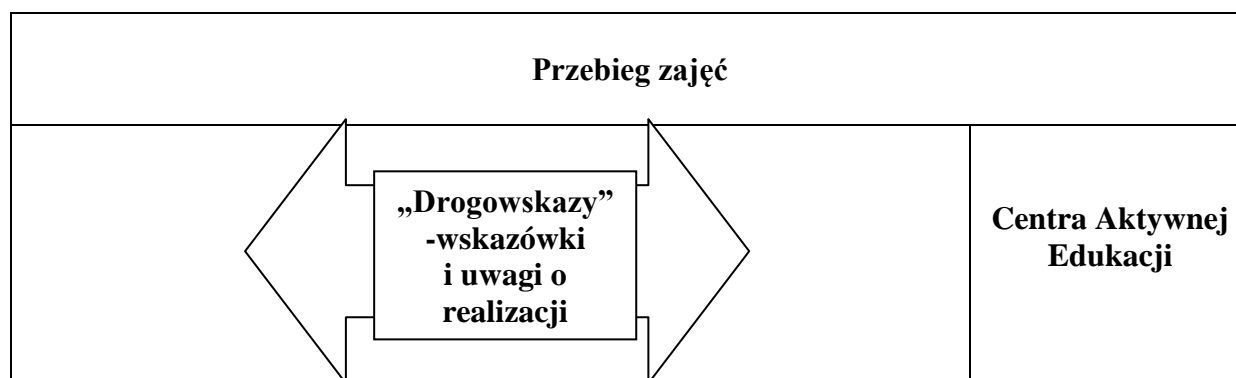 Przebieg zajęć
„Drogowskazy”
-wskazówki
i uwagi o
realizacji
Centra Aktywnej
Edukacji